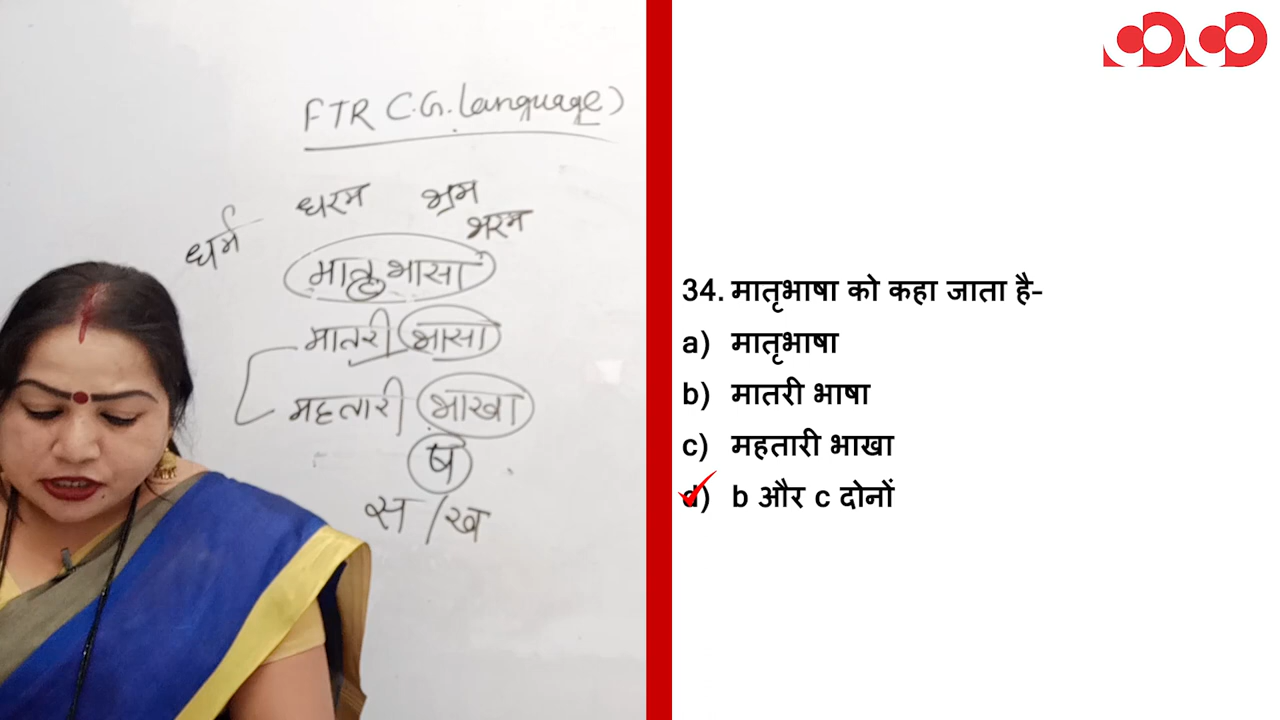 FTR C.G. Language)
धरम भ्रम
भरम
धर्म
मातृभासा
मातरी भासा
महतारी भाखा
ष
स / ख
34. मातृभाषा को कहा जाता है-
a) मातृभाषा
b) मातरी भाषा
c) महतारी भाखा
d) b और c दोनों